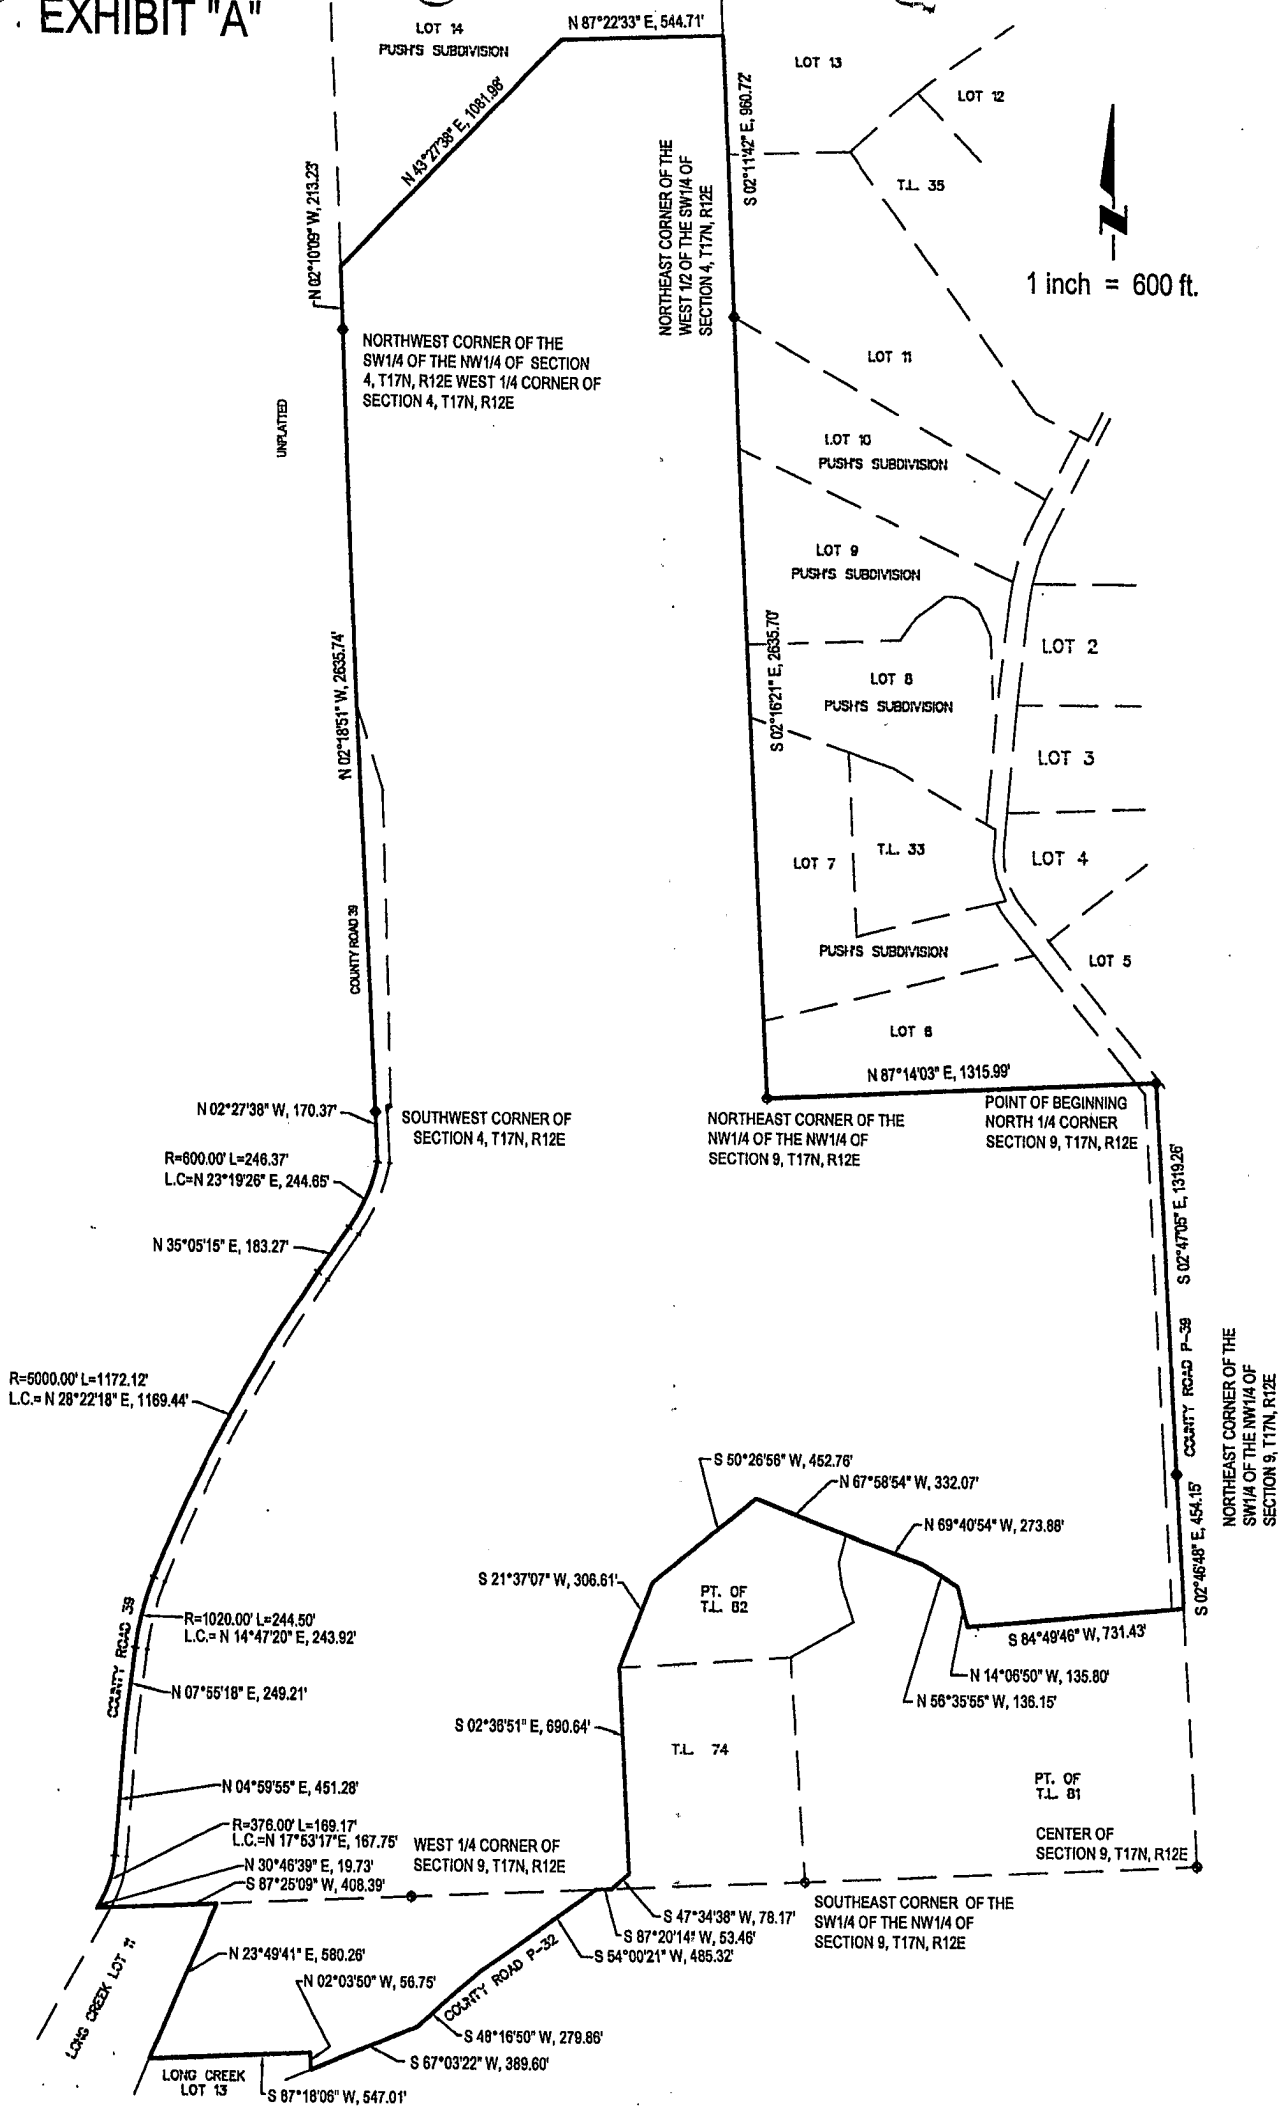 EXHIBIT "A"
LOT 14
PUSH'S SUBDIVISION
N 87°22'33" E, 544.71'
LOT 13
LOT 12
N 43°27'38" E, 1081.96'
S 02°11'42" E, 960.72'
T.L. 35
N 02°10'09" W, 213.23'
NORTHEAST CORNER OF THE
WEST 1/2 OF THE SW1/4 OF
SECTION 4, T17N, R12E
1 inch = 600 ft.
NORTHWEST CORNER OF THE
SW1/4 OF THE NW1/4 OF SECTION
4, T17N, R12E WEST 1/4 CORNER OF
SECTION 4, T17N, R12E
LOT 11
UNPLATTED
LOT 10
PUSH'S SUBDIVISION
LOT 9
PUSH'S SUBDIVISION
LOT 2
N 02°18'51" W, 2635.74'
S 02°16'21" E, 2635.70'
LOT 8
PUSH'S SUBDIVISION
LOT 3
LOT 7
T.L. 33
LOT 4
COUNTY ROAD 39
PUSH'S SUBDIVISION
LOT 5
LOT 6
N 87°14'03" E, 1315.99'
N 02°27'38" W, 170.37'
SOUTHWEST CORNER OF
SECTION 4, T17N, R12E
NORTHEAST CORNER OF THE
NW1/4 OF THE NW1/4 OF
SECTION 9, T17N, R12E
POINT OF BEGINNING
NORTH 1/4 CORNER
SECTION 9, T17N, R12E
R=600.00' L=246.37'
L.C=N 23°19'26" E, 244.65'
S 02°47'05" E, 1319.26'
N 35°05'15" E, 183.27'
COUNTY ROAD P-39
NORTHEAST CORNER OF THE
SW1/4 OF THE NW1/4 OF
SECTION 9, T17N, R12E
R=5000.00' L=1172.12'
L.C.= N 28°22'18" E, 1169.44'
S 50°26'56" W, 452.76'
N 67°58'54" W, 332.07'
N 69°40'54" W, 273.88'
S 02°46'48" E, 454.15'
S 21°37'07" W, 306.61'
PT. OF
T.L. 82
COUNTY ROAD 39
R=1020.00' L=244.50'
L.C.= N 14°47'20" E, 243.92'
S 84°49'46" W, 731.43'
N 14°06'50" W, 135.80'
N 07°55'18" E, 249.21'
N 56°35'55" W, 136.15'
S 02°36'51" E, 690.64'
T.L. 74
N 04°59'55" E, 451.28'
PT. OF
T.L. 81
R=376.00' L=169.17'
L.C.=N 17°53'17"E, 167.75'
WEST 1/4 CORNER OF
SECTION 9, T17N, R12E
CENTER OF
SECTION 9, T17N, R12E
N 30°46'39" E, 19.73'
S 87°25'09" W, 408.39'
SOUTHEAST CORNER OF THE
SW1/4 OF THE NW1/4 OF
SECTION 9, T17N, R12E
S 47°34'38" W, 78.17'
S 87°20'14" W, 53.46'
S 54°00'21" W, 485.32'
N 23°49'41" E, 580.26'
N 02°03'50" W, 56.75'
COUNTY ROAD P-32
LONG CREEK LOT 11
S 48°16'50" W, 279.86'
S 67°03'22" W, 389.60'
LONG CREEK
LOT 13
S 87°18'06" W, 547.01'